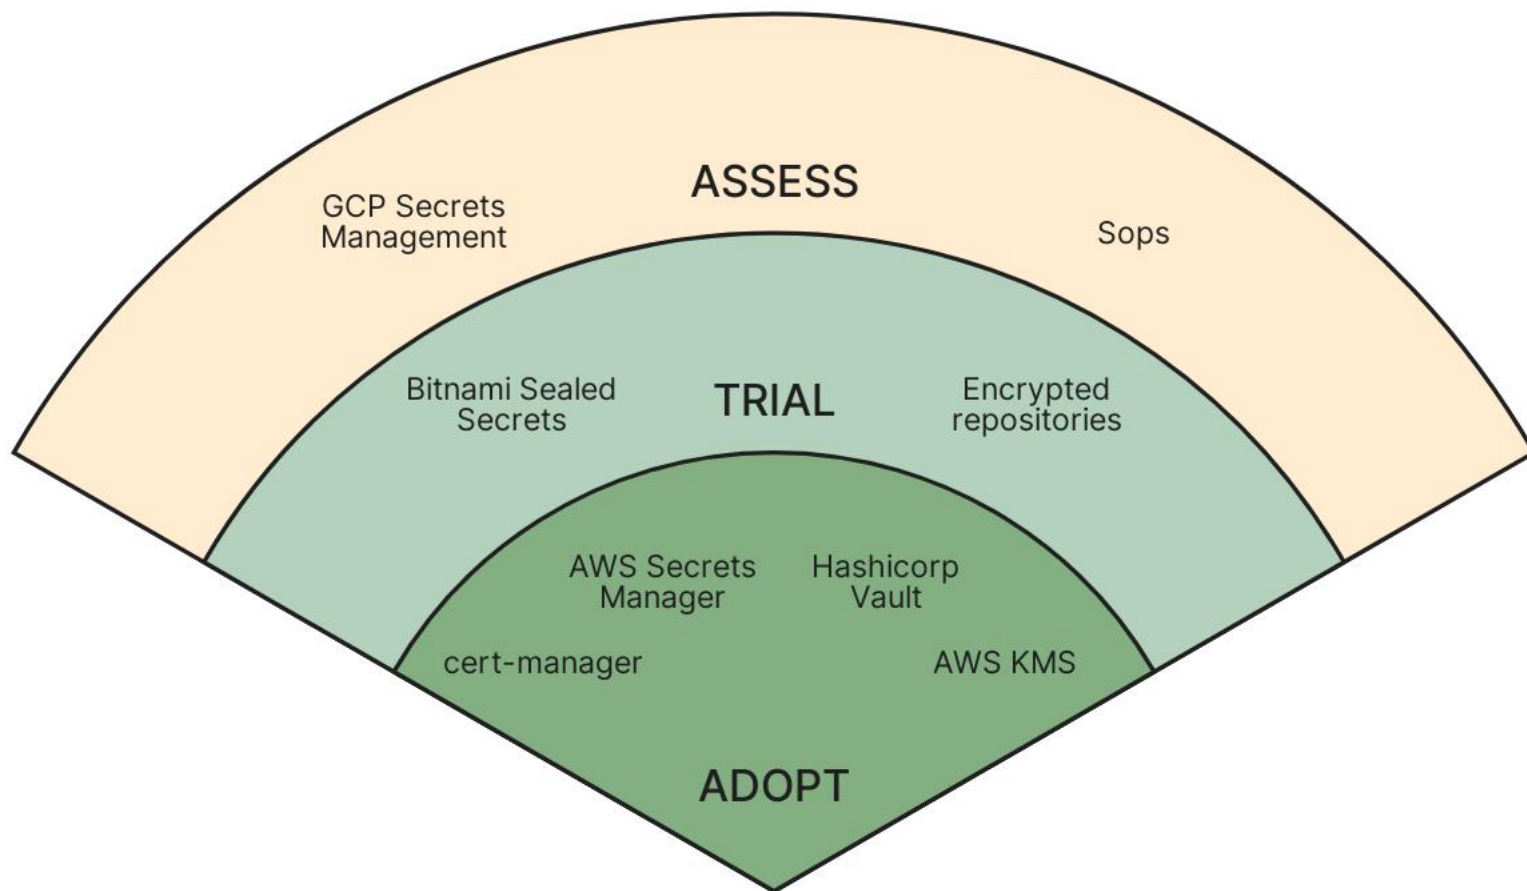 ASSESS
GCP Secrets
Management
Sops
TRIAL
Bitnami Sealed
Secrets
Encrypted
repositories
AWS Secrets
Manager
Hashicorp
Vault
cert-manager
AWS KMS
ADOPT